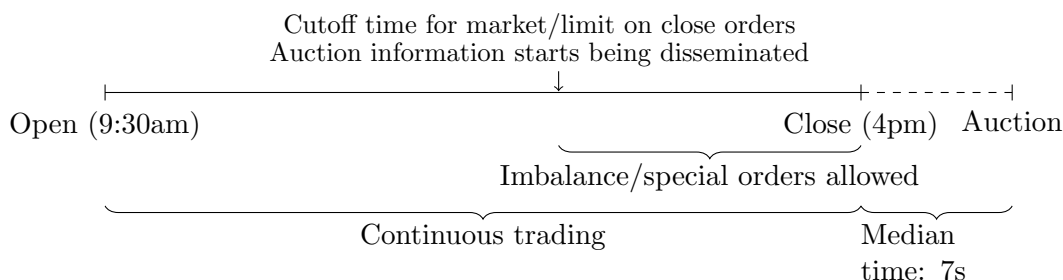 Cutoff time for market/limit on close orders
Auction information starts being disseminated
Open (9:30am)
Close (4pm)
Auction
Imbalance/special orders allowed
Continuous trading
Median
time: 7s